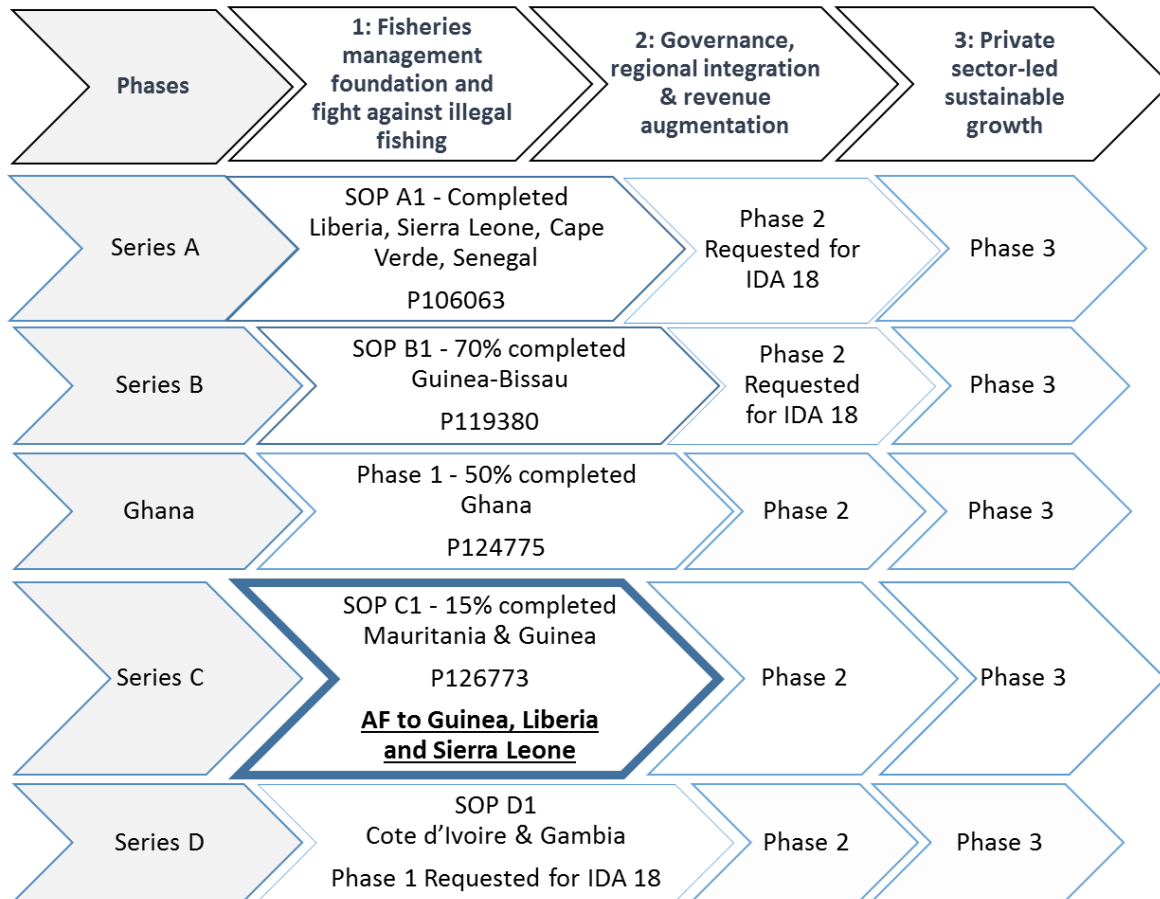 Phases
1: Fisheries
management
foundation and
fight against illegal
fishing
2: Governance,
regional integration
& revenue
augmentation
3: Private
sector-led
sustainable
growth
Series A
SOP A1 - Completed
Liberia, Sierra Leone, Cape
Verde, Senegal
P106063
Phase 2
Requested for
IDA 18
Phase 3
Series B
SOP B1 - 70% completed
Guinea-Bissau
P119380
Phase 2
Requested
for IDA 18
Phase 3
Ghana
Phase 1 - 50% completed
Ghana
P124775
Phase 2
Phase 3
Series C
SOP C1 - 15% completed
Mauritania & Guinea
P126773
AF to Guinea, Liberia
and Sierra Leone
Phase 2
Phase 3
Series D
SOP D1
Cote d’Ivoire & Gambia
Phase 1 Requested for IDA 18
Phase 2
Phase 3